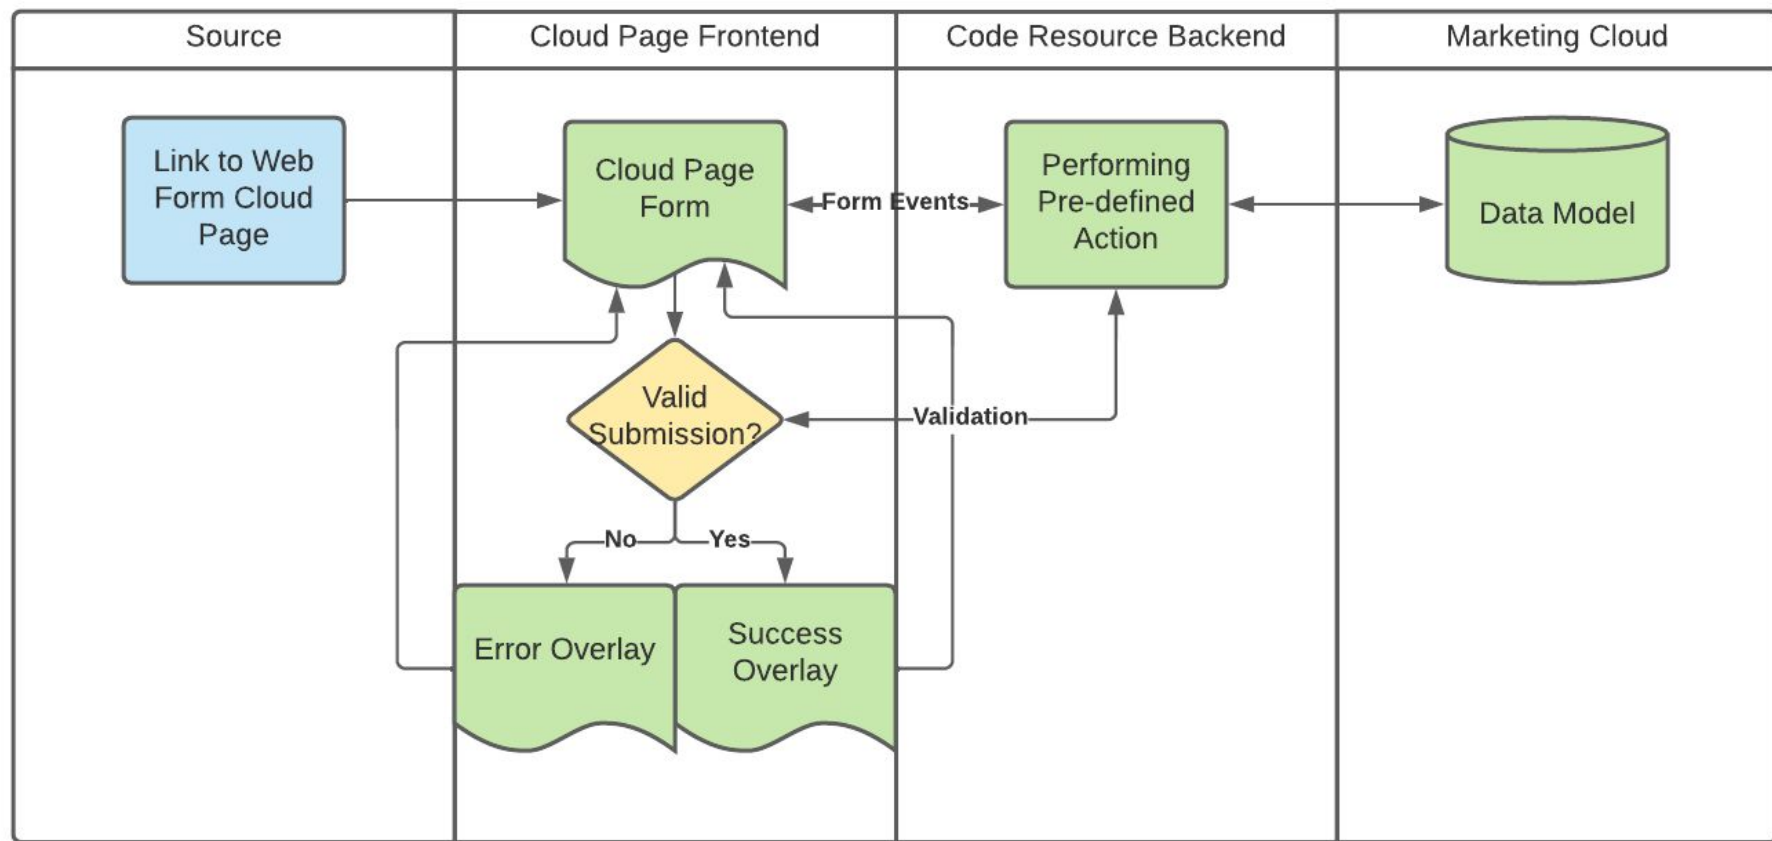 Source
Cloud Page Frontend
Code Resource Backend
Marketing Cloud
Link to Web
Form Cloud
Page
Cloud Page
Form
Form Events
Performing
Pre-defined
Action
Data Model
Valid
Submission?
Validation
No
Yes
Error Overlay
Success
Overlay